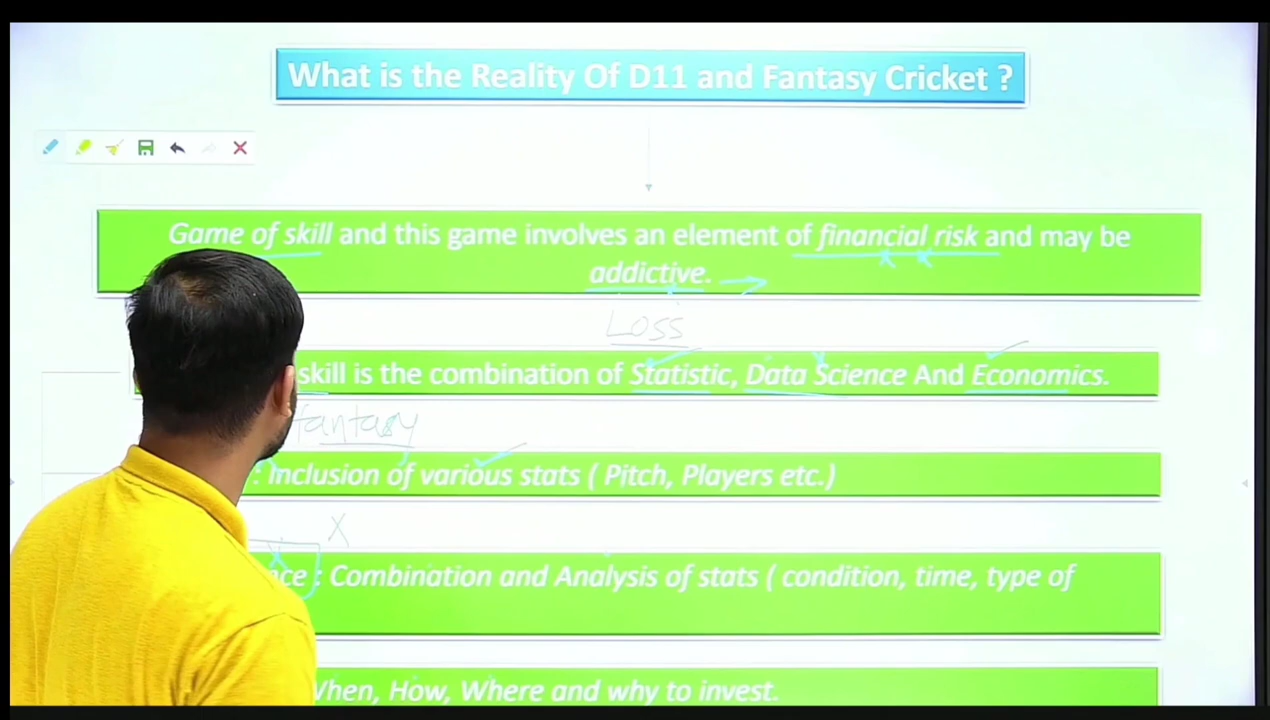 What is the Reality Of D11 and Fantasy Cricket ?
Game of skill and this game involves an element of financial risk and may be
addictive.
Loss
skill is the combination of Statistic, Data Science And Economics.
fantasy
: Inclusion of various stats ( Pitch, Players etc.)
X
: Combination and Analysis of stats ( condition, time, type of
When, How, Where and why to invest.